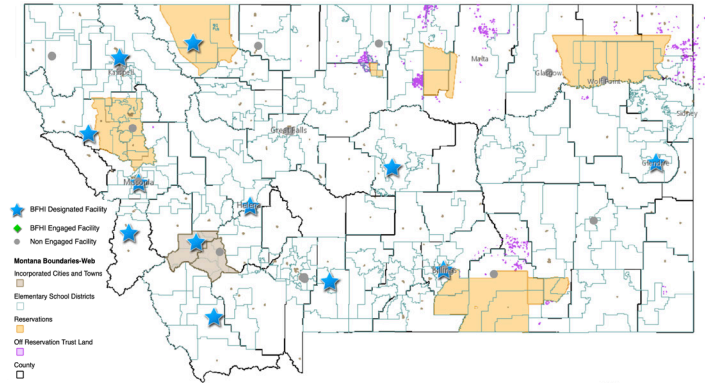 Kalispell
Malta
Glasgow
Wolf Point
Sidney
Great Falls
Glendive
Missoula
Helena
Billings
BFHI Designated Facility
BFHI Engaged Facility
Non Engaged Facility
Montana Boundaries-Web
Incorporated Cities and Towns
Elementary School Districts
Reservations
Off Reservation Trust Land
County